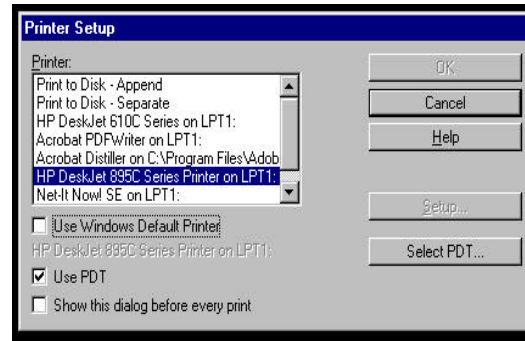 Printer Setup
Printer:
Print to Disk - Append
Print to Disk - Separate
HP DeskJet 610C Series on LPT1:
Acrobat PDFWriter on LPT1:
Acrobat Distiller on C:\Program Files\Adob
HP DeskJet 895C Series Printer on LPT1:
Net-It Now! SE on LPT1:
Use Windows Default Printer
HP DeskJet 895C Series Printer on LPT1:
Use PDT
Show this dialog before every print
OK
Cancel
Help
Setup...
Select PDT...